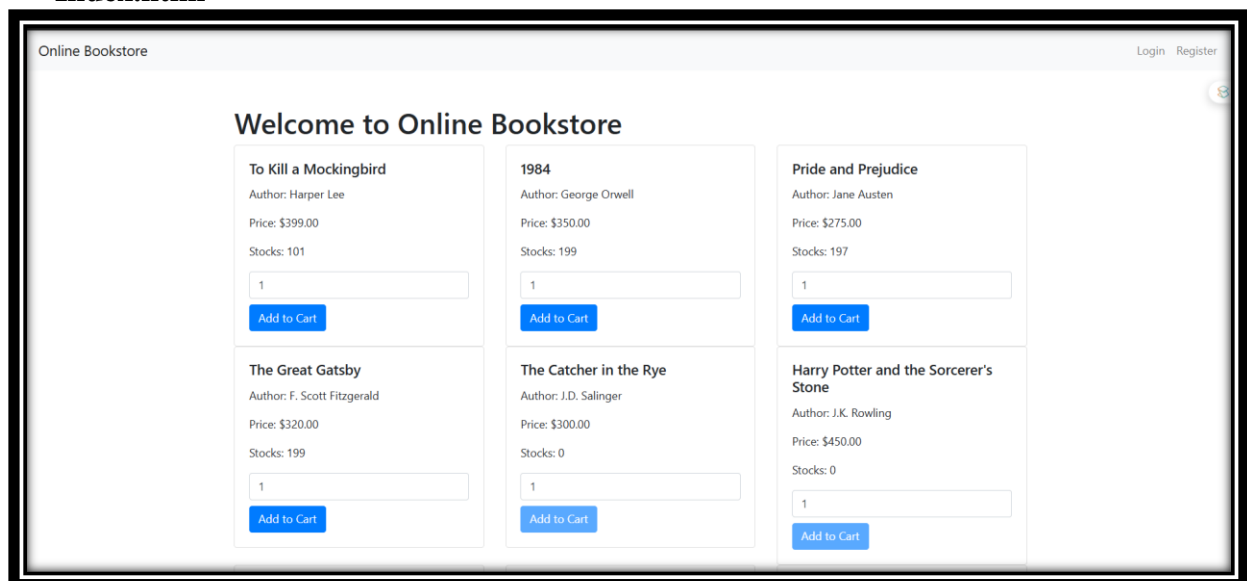 Online Bookstore
Login Register
Welcome to Online Bookstore
To Kill a Mockingbird
Author: Harper Lee
Price: $399.00
Stocks: 101
1
Add to Cart
1984
Author: George Orwell
Price: $350.00
Stocks: 199
1
Add to Cart
Pride and Prejudice
Author: Jane Austen
Price: $275.00
Stocks: 197
1
Add to Cart
The Great Gatsby
Author: F. Scott Fitzgerald
Price: $320.00
Stocks: 199
1
Add to Cart
The Catcher in the Rye
Author: J.D. Salinger
Price: $300.00
Stocks: 0
1
Add to Cart
Harry Potter and the Sorcerer's
Stone
Author: J.K. Rowling
Price: $450.00
Stocks: 0
1
Add to Cart